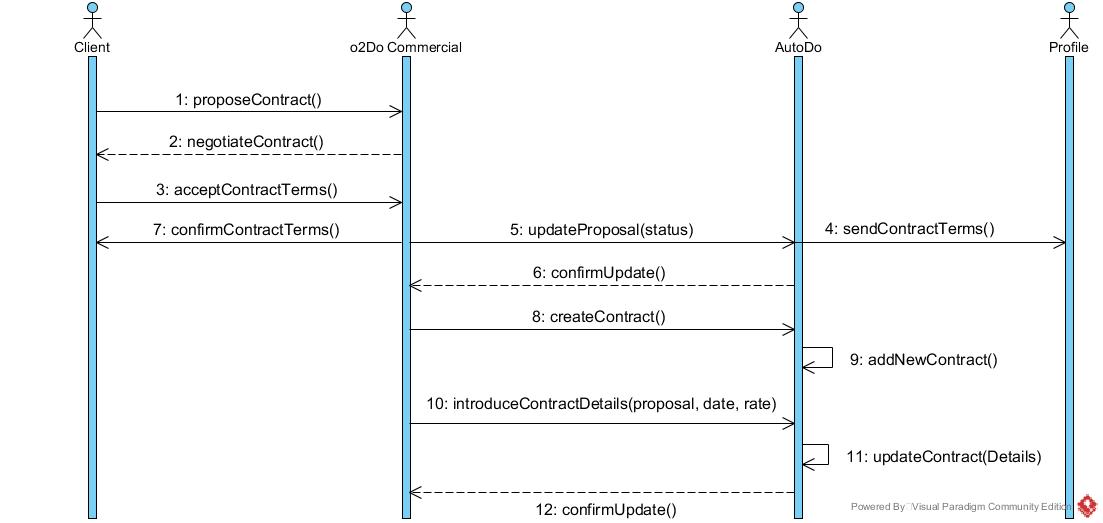 Client
o2Do Commercial
AutoDo
Profile
1: proposeContract()
2: negotiateContract()
3: acceptContractTerms()
7: confirmContractTerms()
5: updateProposal(status)
4: sendContractTerms()
6: confirmUpdate()
8: createContract()
9: addNewContract()
10: introduceContractDetails(proposal, date, rate)
11: updateContract(Details)
12: confirmUpdate()
Powered By Visual Paradigm Community Edition